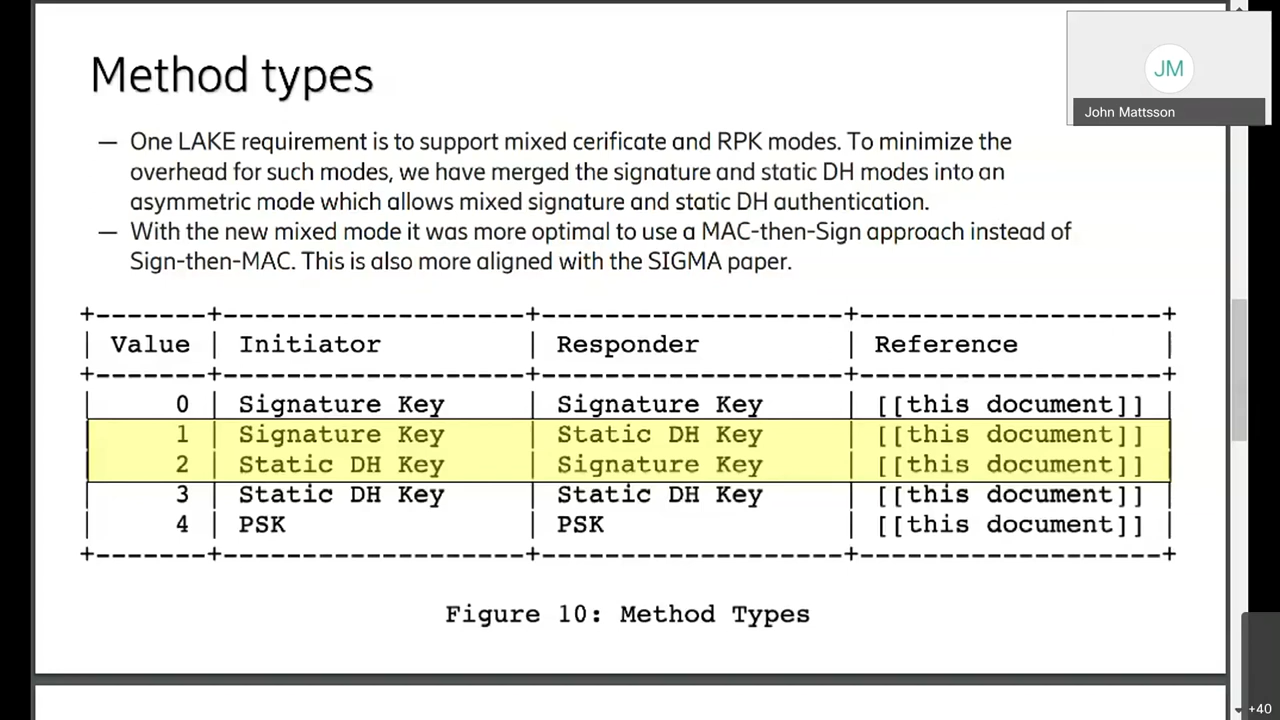 Method types
JM
John Mattsson
— One LAKE requirement is to support mixed cerificate and RPK modes. To minimize the
overhead for such modes, we have merged the signature and static DH modes into an
asymmetric mode which allows mixed signature and static DH authentication.
— With the new mixed mode it was more optimal to use a MAC-then-Sign approach instead of
Sign-then-MAC. This is also more aligned with the SIGMA paper.
+-------+------------------+------------------+-----------------+
| Value | Initiator | Responder | Reference |
+-------+------------------+------------------+-----------------+
| 0 | Signature Key | Signature Key | [[this document]] |
| 1 | Signature Key | Static DH Key | [[this document]] |
| 2 | Static DH Key | Signature Key | [[this document]] |
| 3 | Static DH Key | Static DH Key | [[this document]] |
| 4 | PSK | PSK | [[this document]] |
+-------+------------------+------------------+-----------------+
Figure 10: Method Types
+40